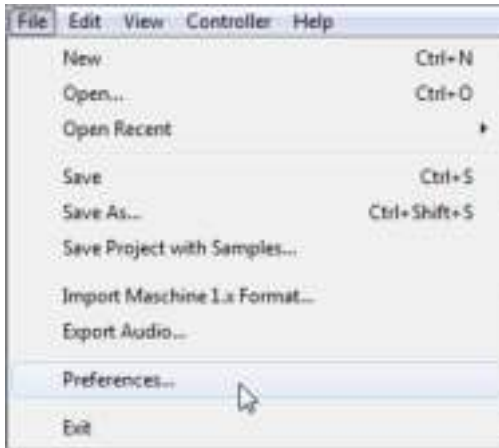 File Edit View Controller Help
New Ctrl+N
Open... Ctrl+O
Open Recent
Save Ctrl+S
Save As... Ctrl+Shift+S
Save Project with Samples...
Import Maschine 1.x Format...
Export Audio...
Preferences...
Exit